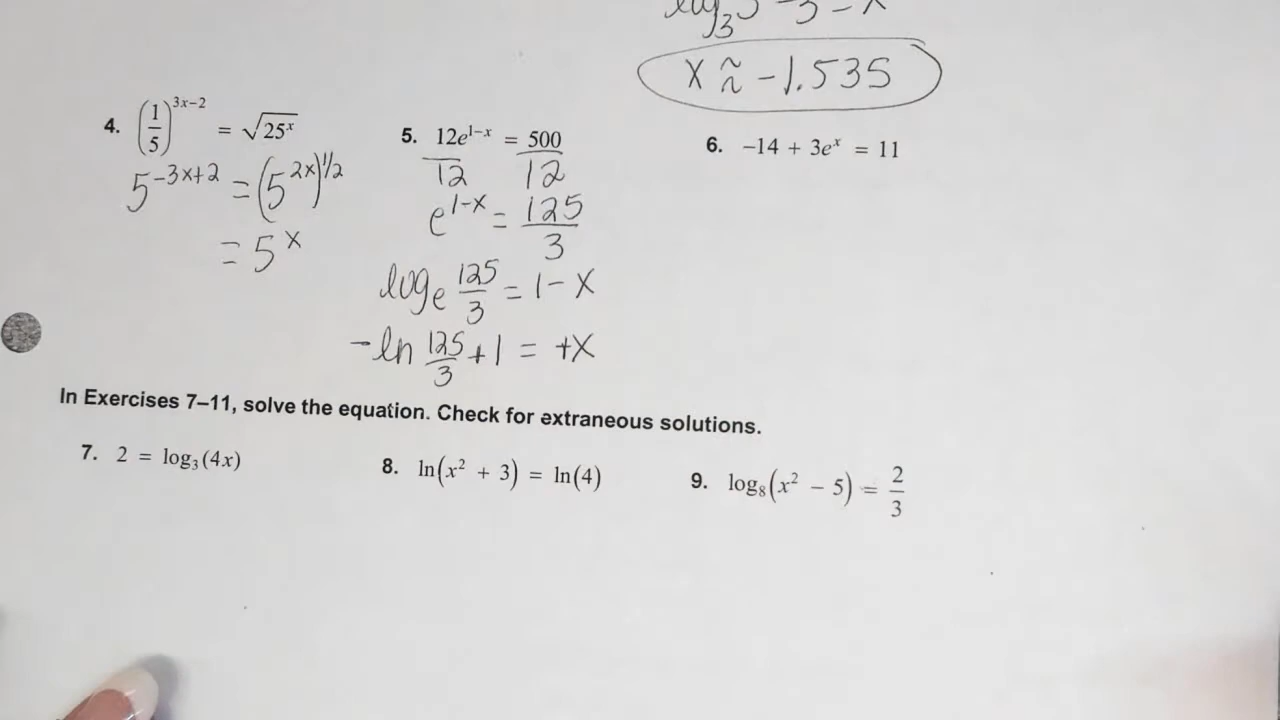 x ≈ -1.535
4. (1/5)^(3x-2) = √(25^x)
5^(-3x+2) = (5^(2x))^(1/2)
= 5^x
5. 12e^(1-x) = 500
12 12
e^(1-x) = 125/3
log_e 125/3 = 1-x
-ln 125/3 + 1 = +x
6. -14 + 3e^x = 11
In Exercises 7–11, solve the equation. Check for extraneous solutions.
7. 2 = log₃(4x)
8. ln(x² + 3) = ln(4)
9. log₈(x² - 5) = 2/3